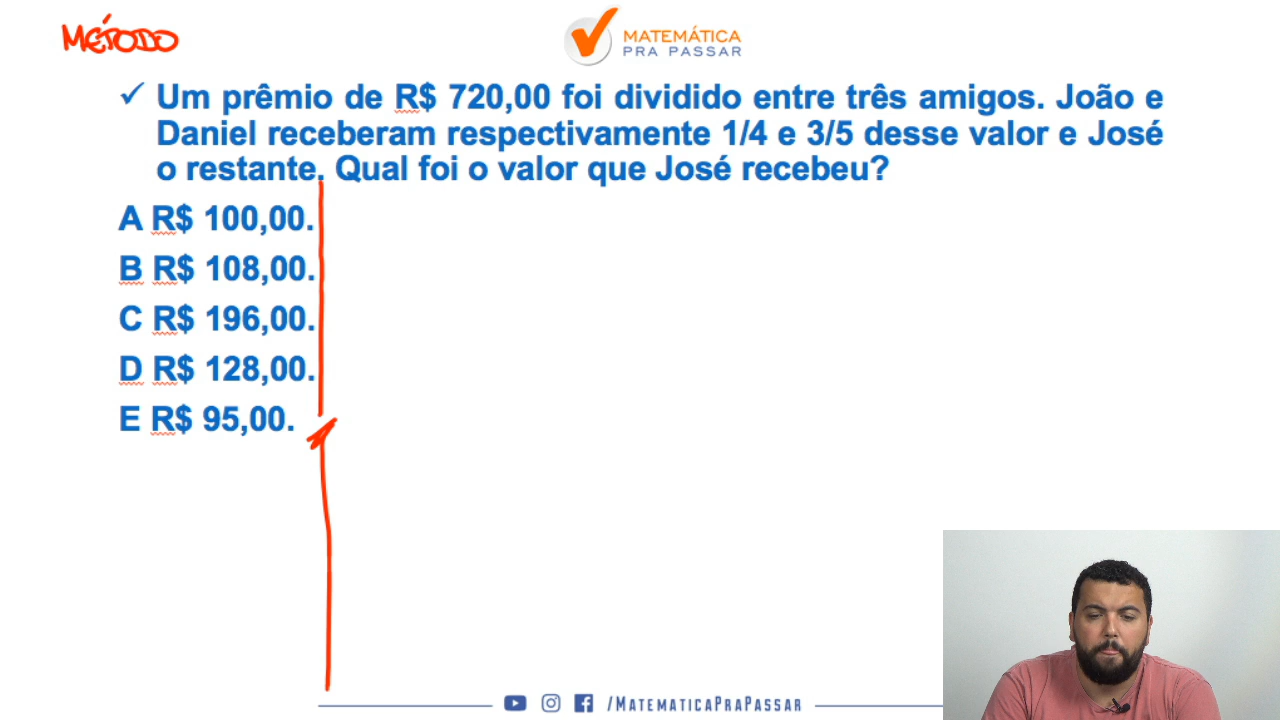 MÉTODO
MATEMÁTICA
PRA PASSAR
✓ Um prêmio de R$ 720,00 foi dividido entre três amigos. João e
Daniel receberam respectivamente 1/4 e 3/5 desse valor e José
o restante. Qual foi o valor que José recebeu?
A R$ 100,00.
B R$ 108,00.
C R$ 196,00.
D R$ 128,00.
E R$ 95,00.
/MATEMATICAPRAPASSAR